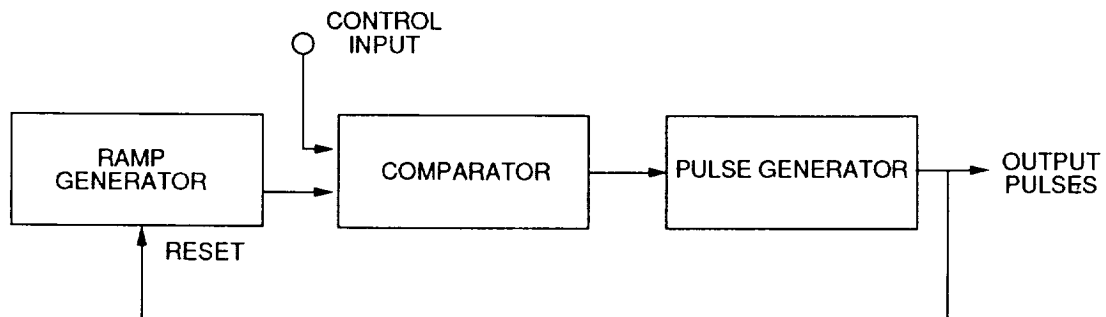 CONTROL
INPUT
RAMP
GENERATOR
COMPARATOR
PULSE GENERATOR
OUTPUT
PULSES
RESET